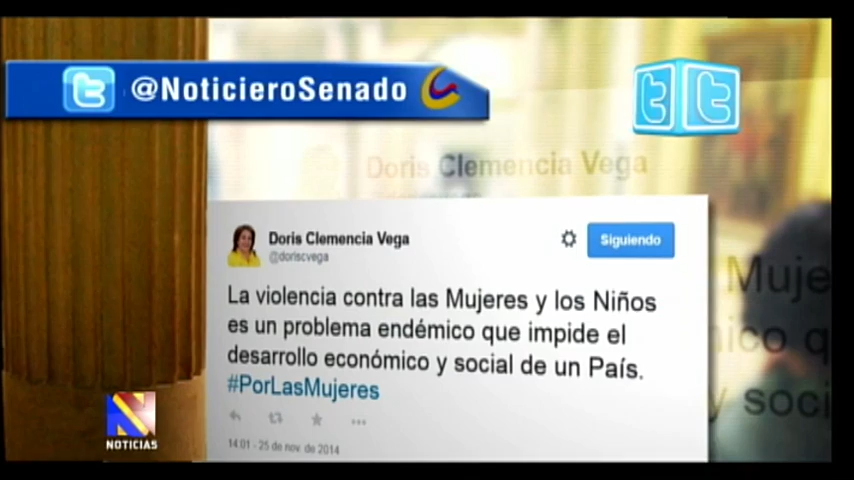 @NoticieroSenado
Doris Clemencia Vega
Doris Clemencia Vega
@doriscvega
Siguiendo
La violencia contra las Mujeres y los Niños
es un problema endémico que impide el
desarrollo económico y social de un País.
#PorLasMujeres
14:01 - 25 de nov. de 2014
Muje
ico q
y soci
N
NOTICIAS